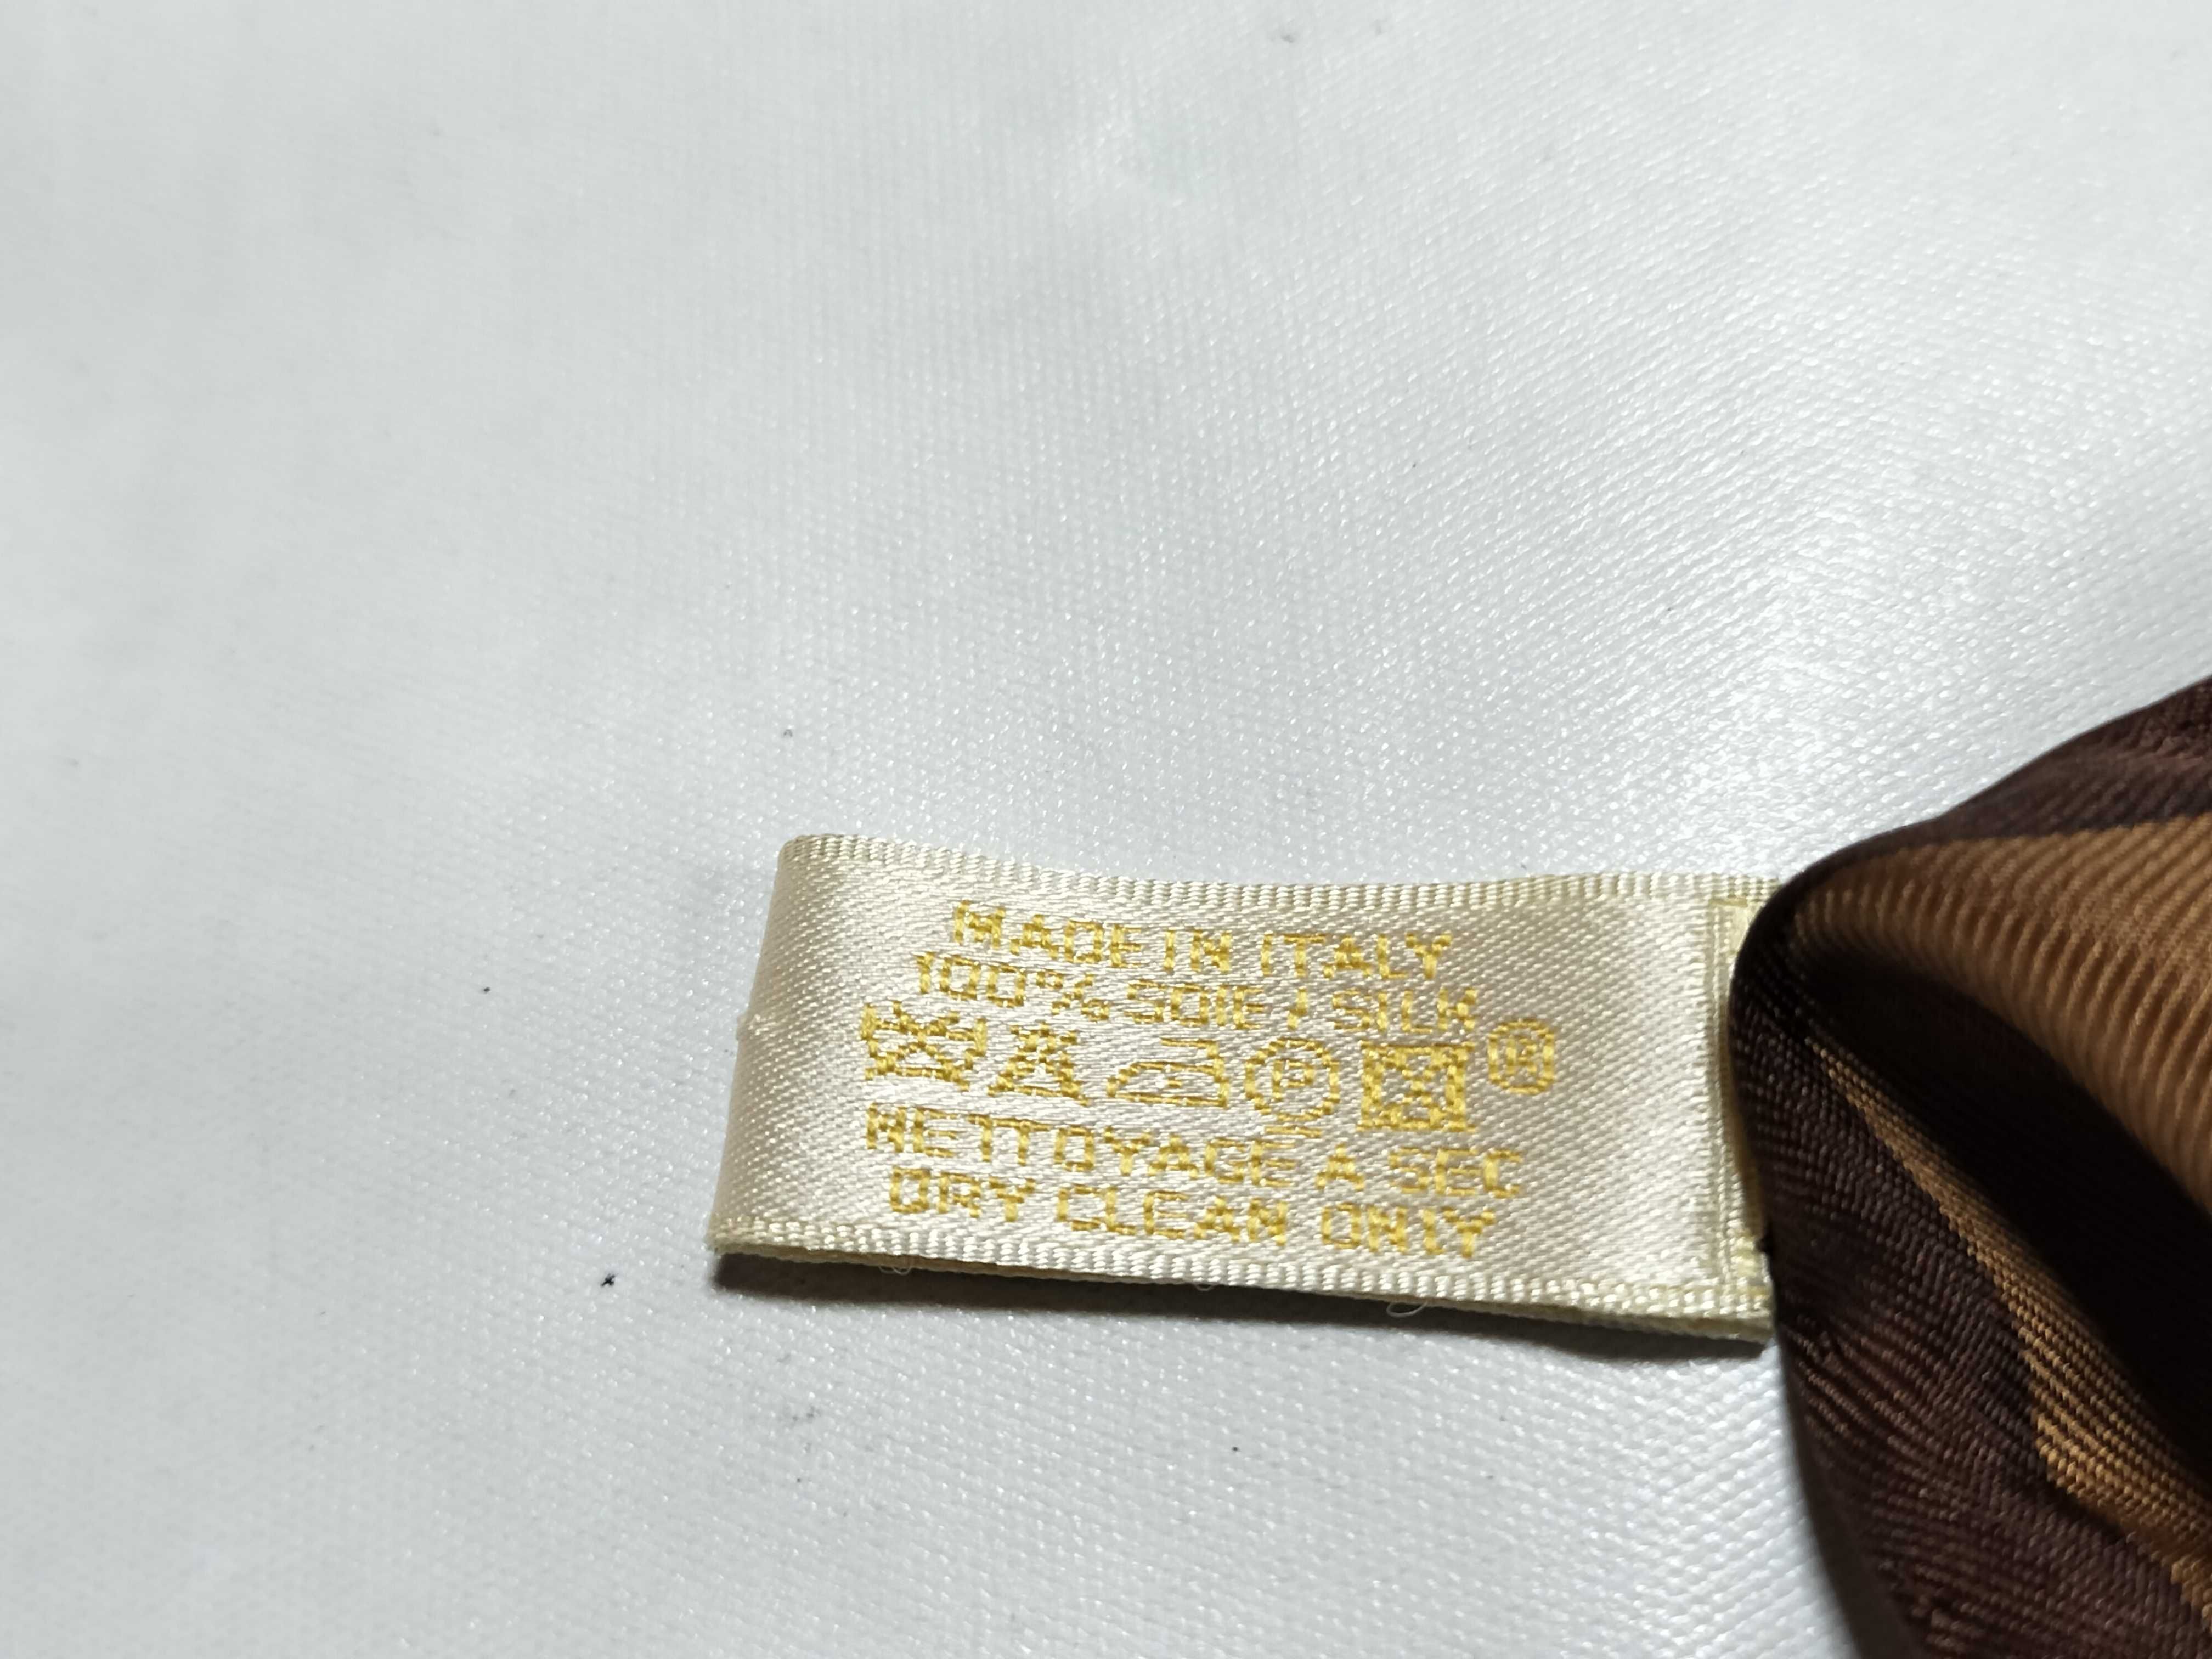 MADE IN ITALY
100% SOIE / SILK
P ®
NETTOYAGE A SEC
DRY CLEAN ONLY